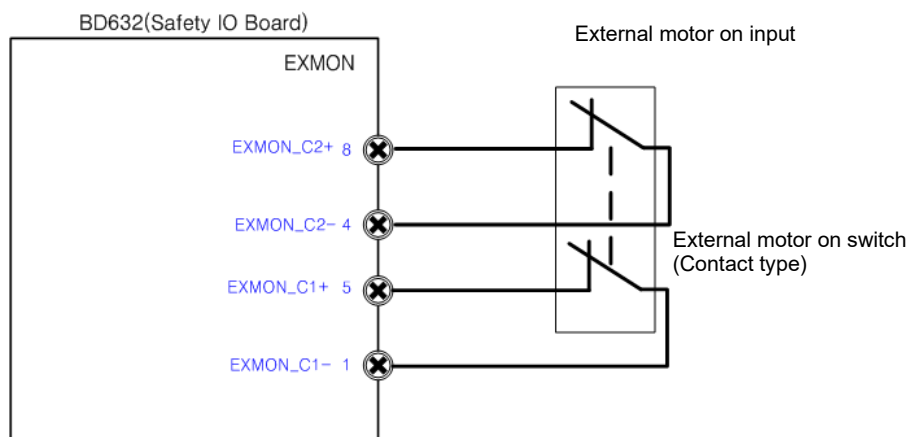 BD632(Safety IO Board)
External motor on input
EXMON
EXMON_C2+ 8
EXMON_C2- 4
External motor on switch
(Contact type)
EXMON_C1+ 5
EXMON_C1- 1